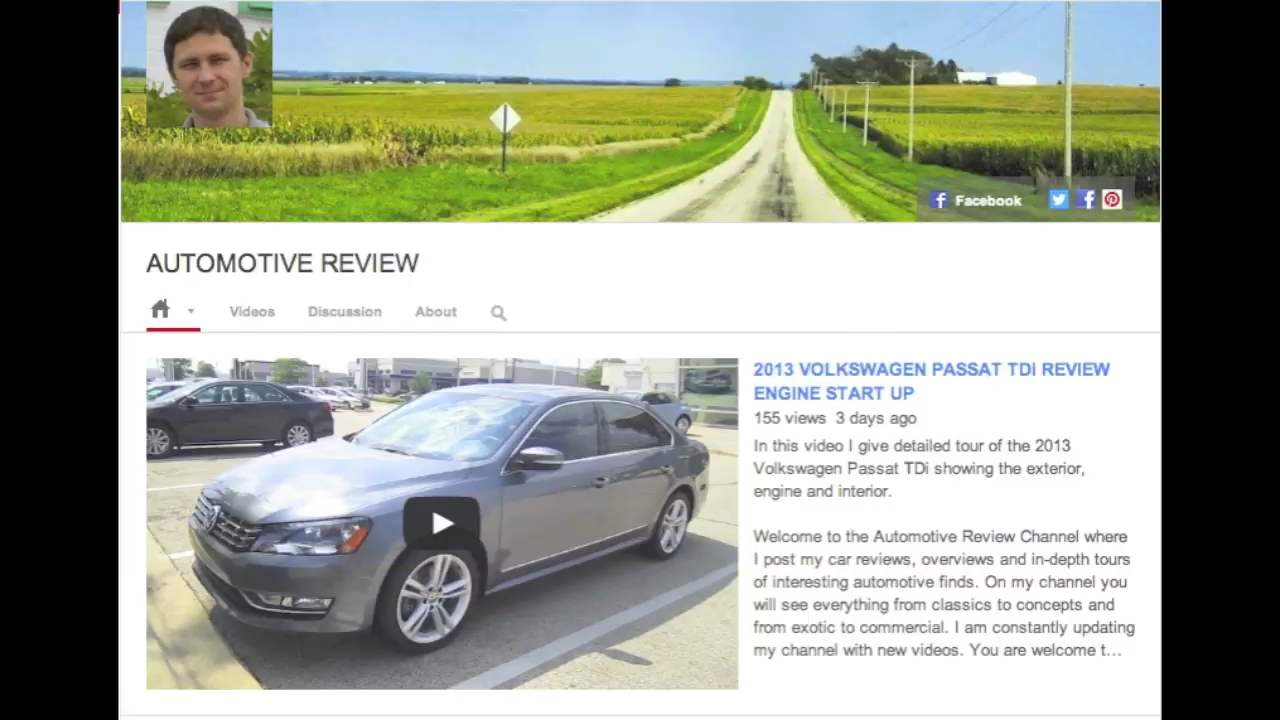 Facebook
AUTOMOTIVE REVIEW
Videos Discussion About
2013 VOLKSWAGEN PASSAT TDi REVIEW
ENGINE START UP
155 views 3 days ago
In this video I give detailed tour of the 2013
Volkswagen Passat TDi showing the exterior,
engine and interior.
Welcome to the Automotive Review Channel where
I post my car reviews, overviews and in-depth tours
of interesting automotive finds. On my channel you
will see everything from classics to concepts and
from exotic to commercial. I am constantly updating
my channel with new videos. You are welcome t...